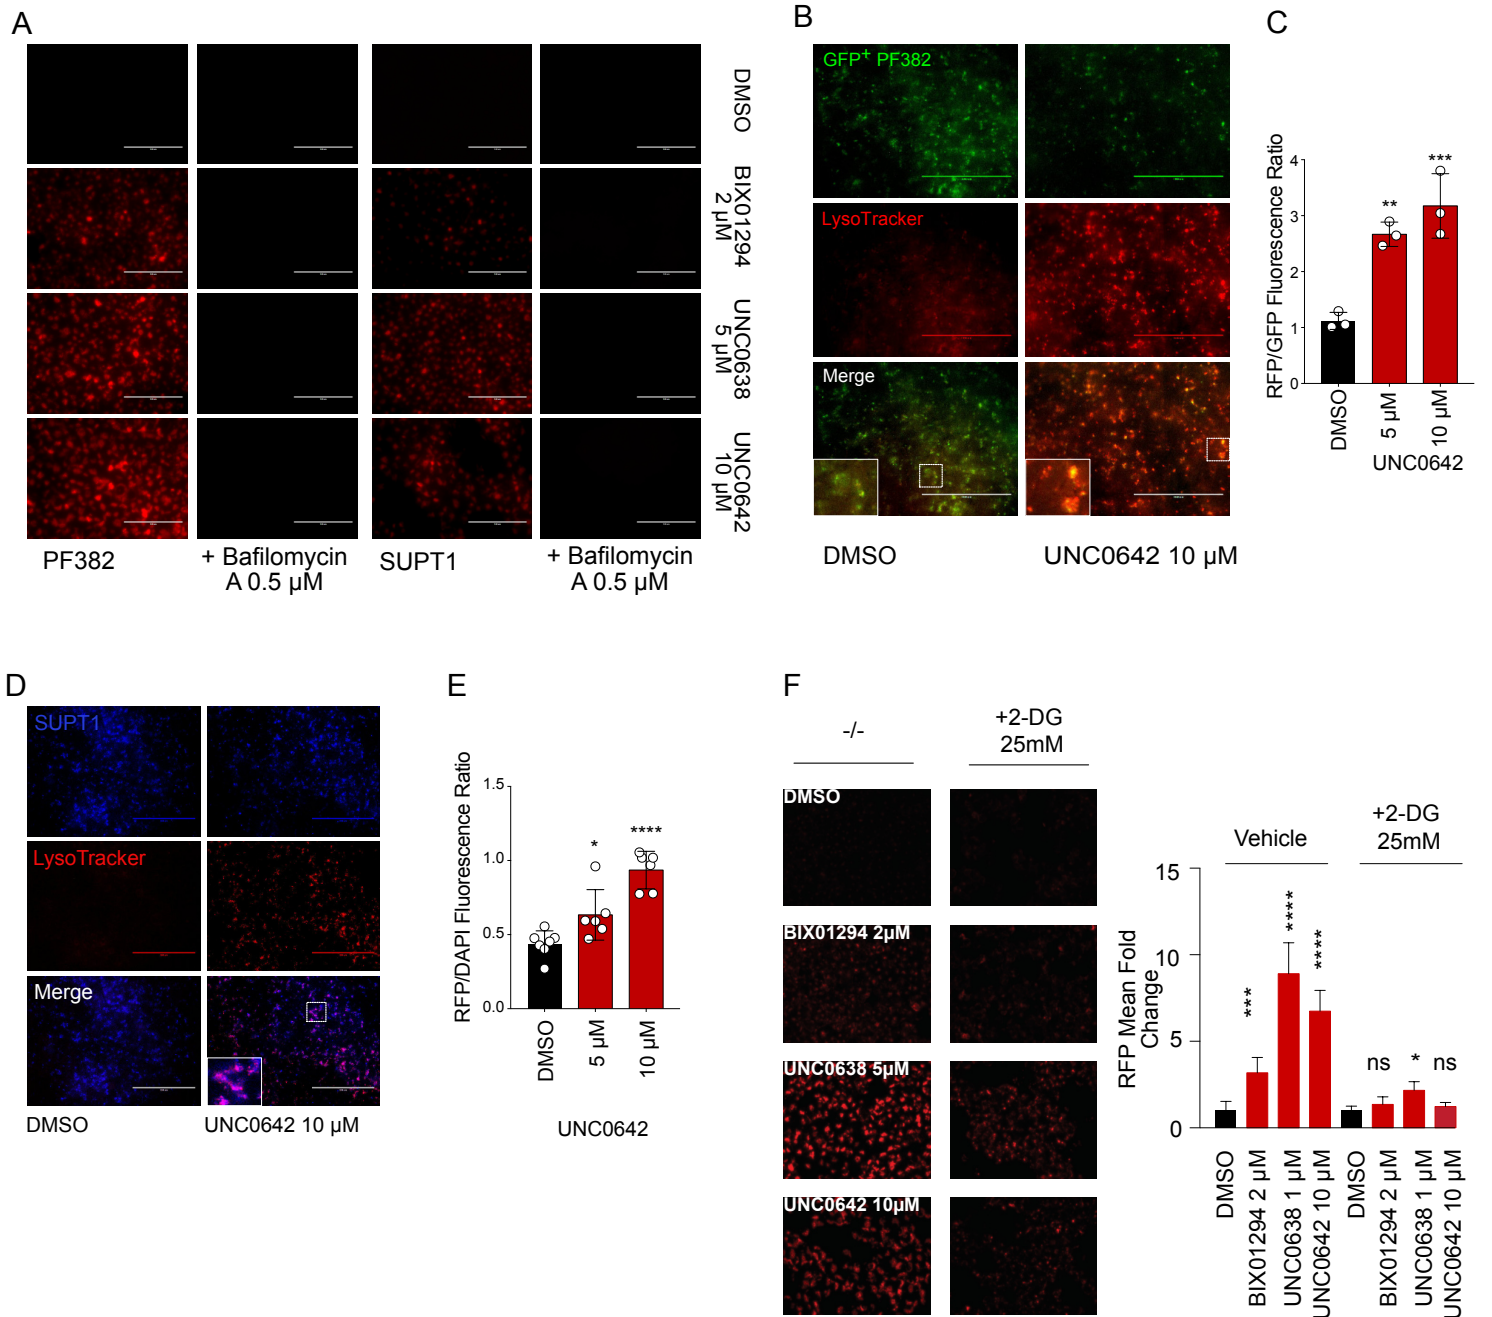 A
DMSO
BIX01294
2 µM
UNC0638
5 µM
UNC0642
10 µM
PF382
+ Bafilomycin
A 0.5 µM
SUPT1
+ Bafilomycin
A 0.5 µM
B
GFP+ PF382
LysoTracker
Merge
DMSO
UNC0642 10 µM
C
RFP/GFP Fluorescence Ratio
4
3
2
1
0
**
***
DMSO
5 µM
10 µM
UNC0642
D
SUPT1
LysoTracker
Merge
DMSO
UNC0642 10 µM
E
RFP/DAPI Fluorescence Ratio
1.5
1.0
0.5
0.0
*
****
DMSO
5 µM
10 µM
UNC0642
F
-/-
+2-DG
25mM
DMSO
BIX01294 2µM
UNC0638 5µM
UNC0642 10µM
Vehicle
+2-DG
25mM
RFP Mean Fold
Change
15
10
5
0
***
****
****
ns
*
ns
DMSO
BIX01294 2 µM
UNC0638 1 µM
UNC0642 10 µM
DMSO
BIX01294 2 µM
UNC0638 1 µM
UNC0642 10 µM